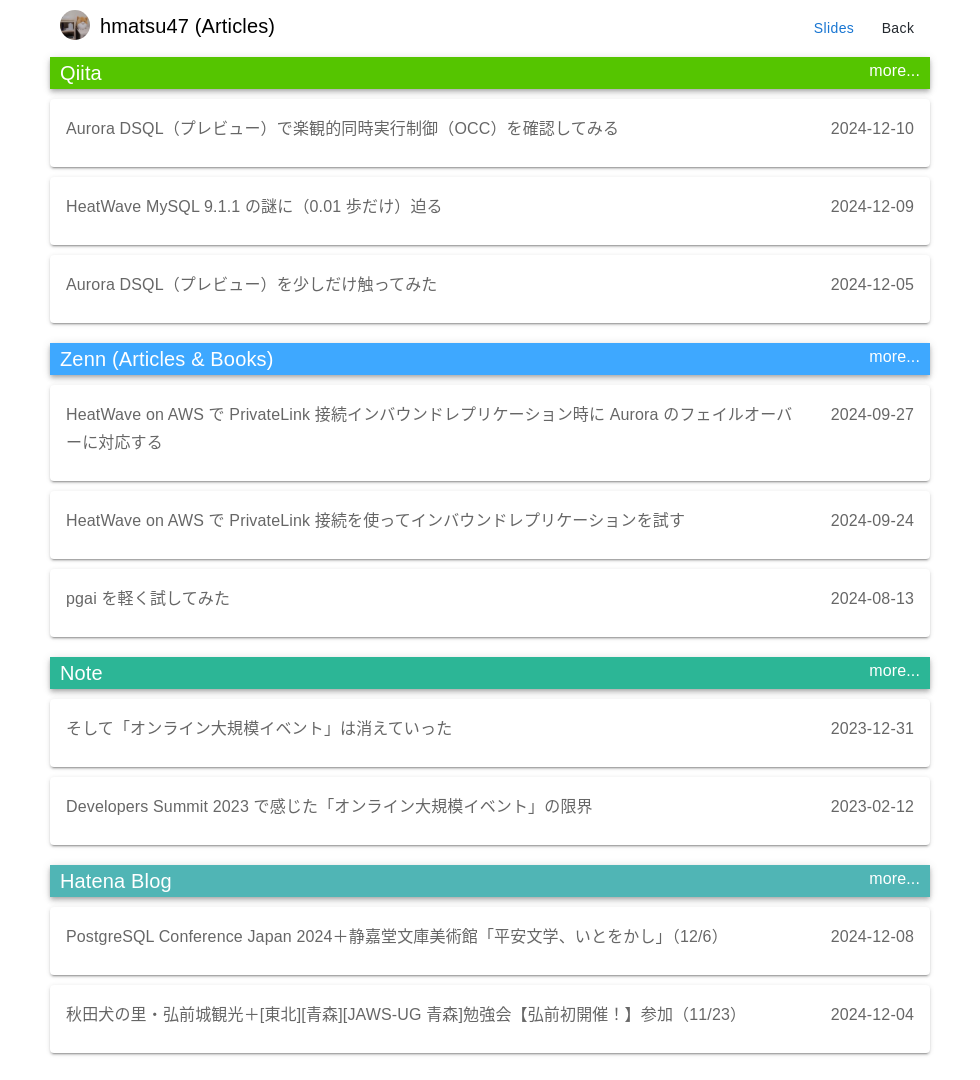 hmatsu47 (Articles)
Slides
Back
Qiita
more...
Aurora DSQL（プレビュー）で楽観的同時実行制御（OCC）を確認してみる
2024-12-10
HeatWave MySQL 9.1.1 の謎に（0.01 歩だけ）迫る
2024-12-09
Aurora DSQL（プレビュー）を少しだけ触ってみた
2024-12-05
Zenn (Articles & Books)
more...
HeatWave on AWS で PrivateLink 接続インバウンドレプリケーション時に Aurora のフェイルオーバ
ーに対応する
2024-09-27
HeatWave on AWS で PrivateLink 接続を使ってインバウンドレプリケーションを試す
2024-09-24
pgai を軽く試してみた
2024-08-13
Note
more...
そして「オンライン大規模イベント」は消えていった
2023-12-31
Developers Summit 2023 で感じた「オンライン大規模イベント」の限界
2023-02-12
Hatena Blog
more...
PostgreSQL Conference Japan 2024＋静嘉堂文庫美術館「平安文学、いとをかし」（12/6）
2024-12-08
秋田犬の里・弘前城観光＋[東北][青森][JAWS-UG 青森]勉強会【弘前初開催！】参加（11/23）
2024-12-04